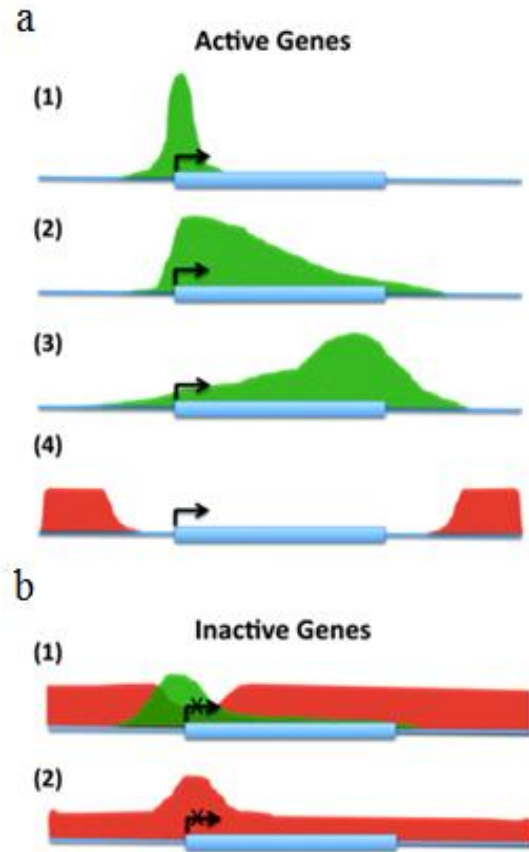 a
Active Genes
(1)
(2)
(3)
(4)
b
Inactive Genes
(1)
(2)